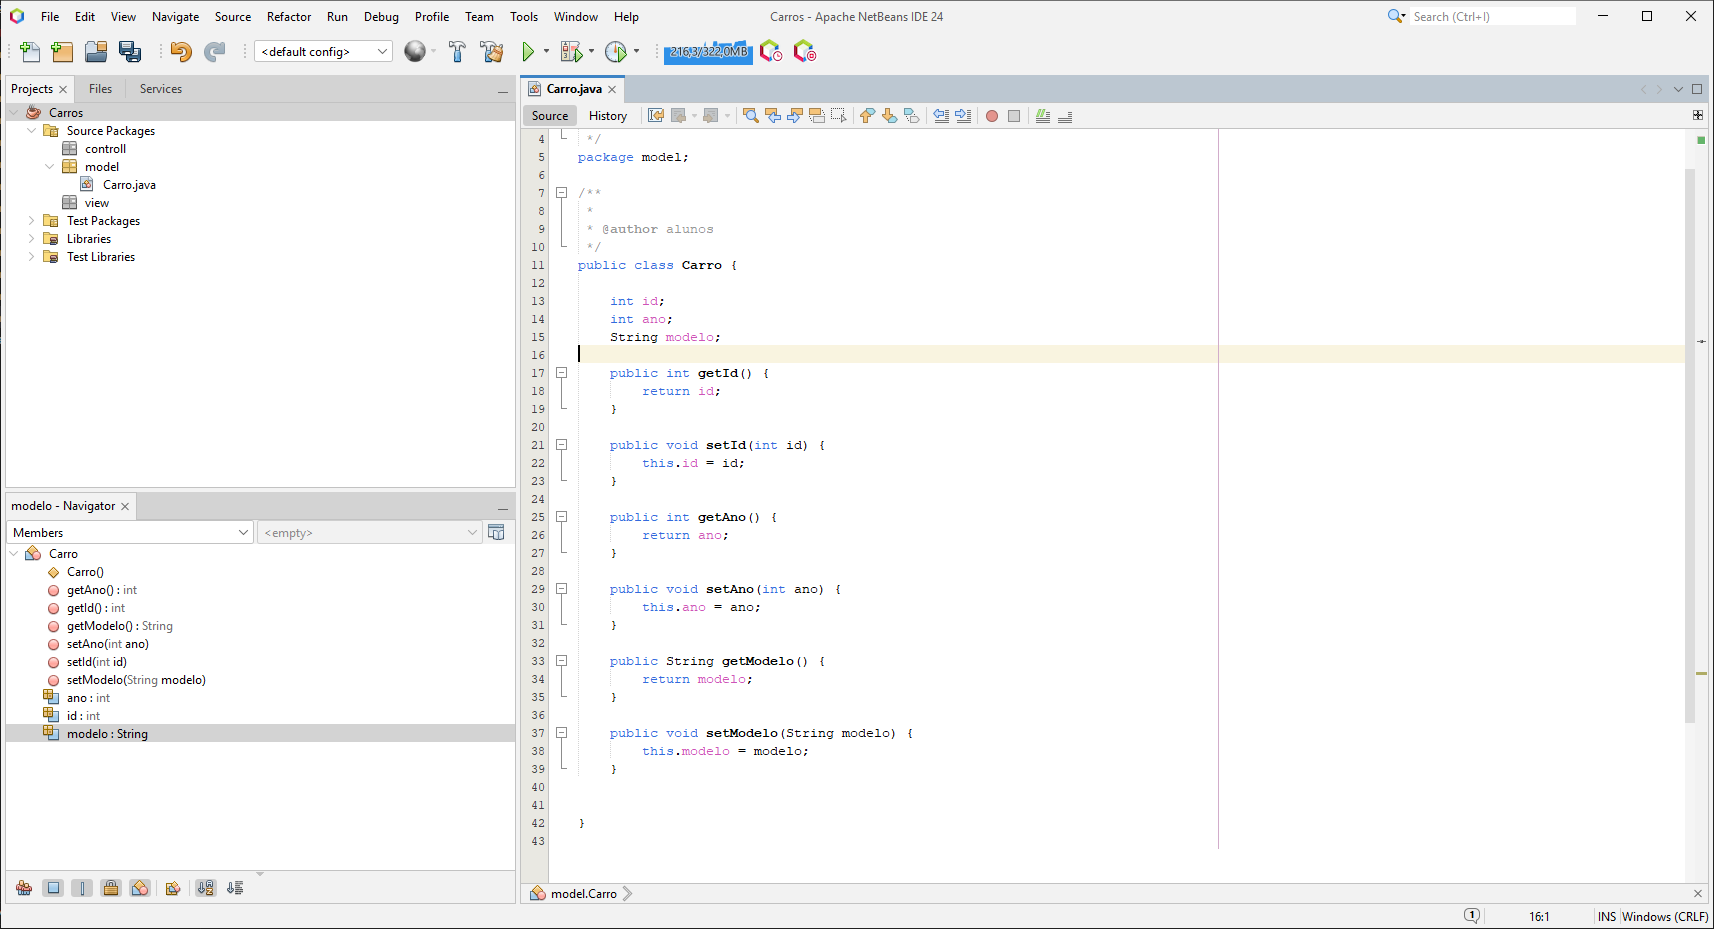 File Edit View Navigate Source Refactor Run Debug Profile Team Tools Window Help Carros - Apache NetBeans IDE 24 Search (Ctrl+I)
<default config> 216,3/322,0MB
Projects Files Services
Carros
Source Packages
controll
model
Carro.java
view
Test Packages
Libraries
Test Libraries
modelo - Navigator
Members <empty>
Carro
Carro()
getAno() : int
getId() : int
getModelo() : String
setAno(int ano)
setId(int id)
setModelo(String modelo)
ano : int
id : int
modelo : String
Carro.java
Source History
4 */
5 package model;
6
7 /**
8 *
9 * @author alunos
10 */
11 public class Carro {
12
13 int id;
14 int ano;
15 String modelo;
16
17 public int getId() {
18 return id;
19 }
20
21 public void setId(int id) {
22 this.id = id;
23 }
24
25 public int getAno() {
26 return ano;
27 }
28
29 public void setAno(int ano) {
30 this.ano = ano;
31 }
32
33 public String getModelo() {
34 return modelo;
35 }
36
37 public void setModelo(String modelo) {
38 this.modelo = modelo;
39 }
40
41
42 }
43
model.Carro
1 16:1 INS Windows (CRLF)